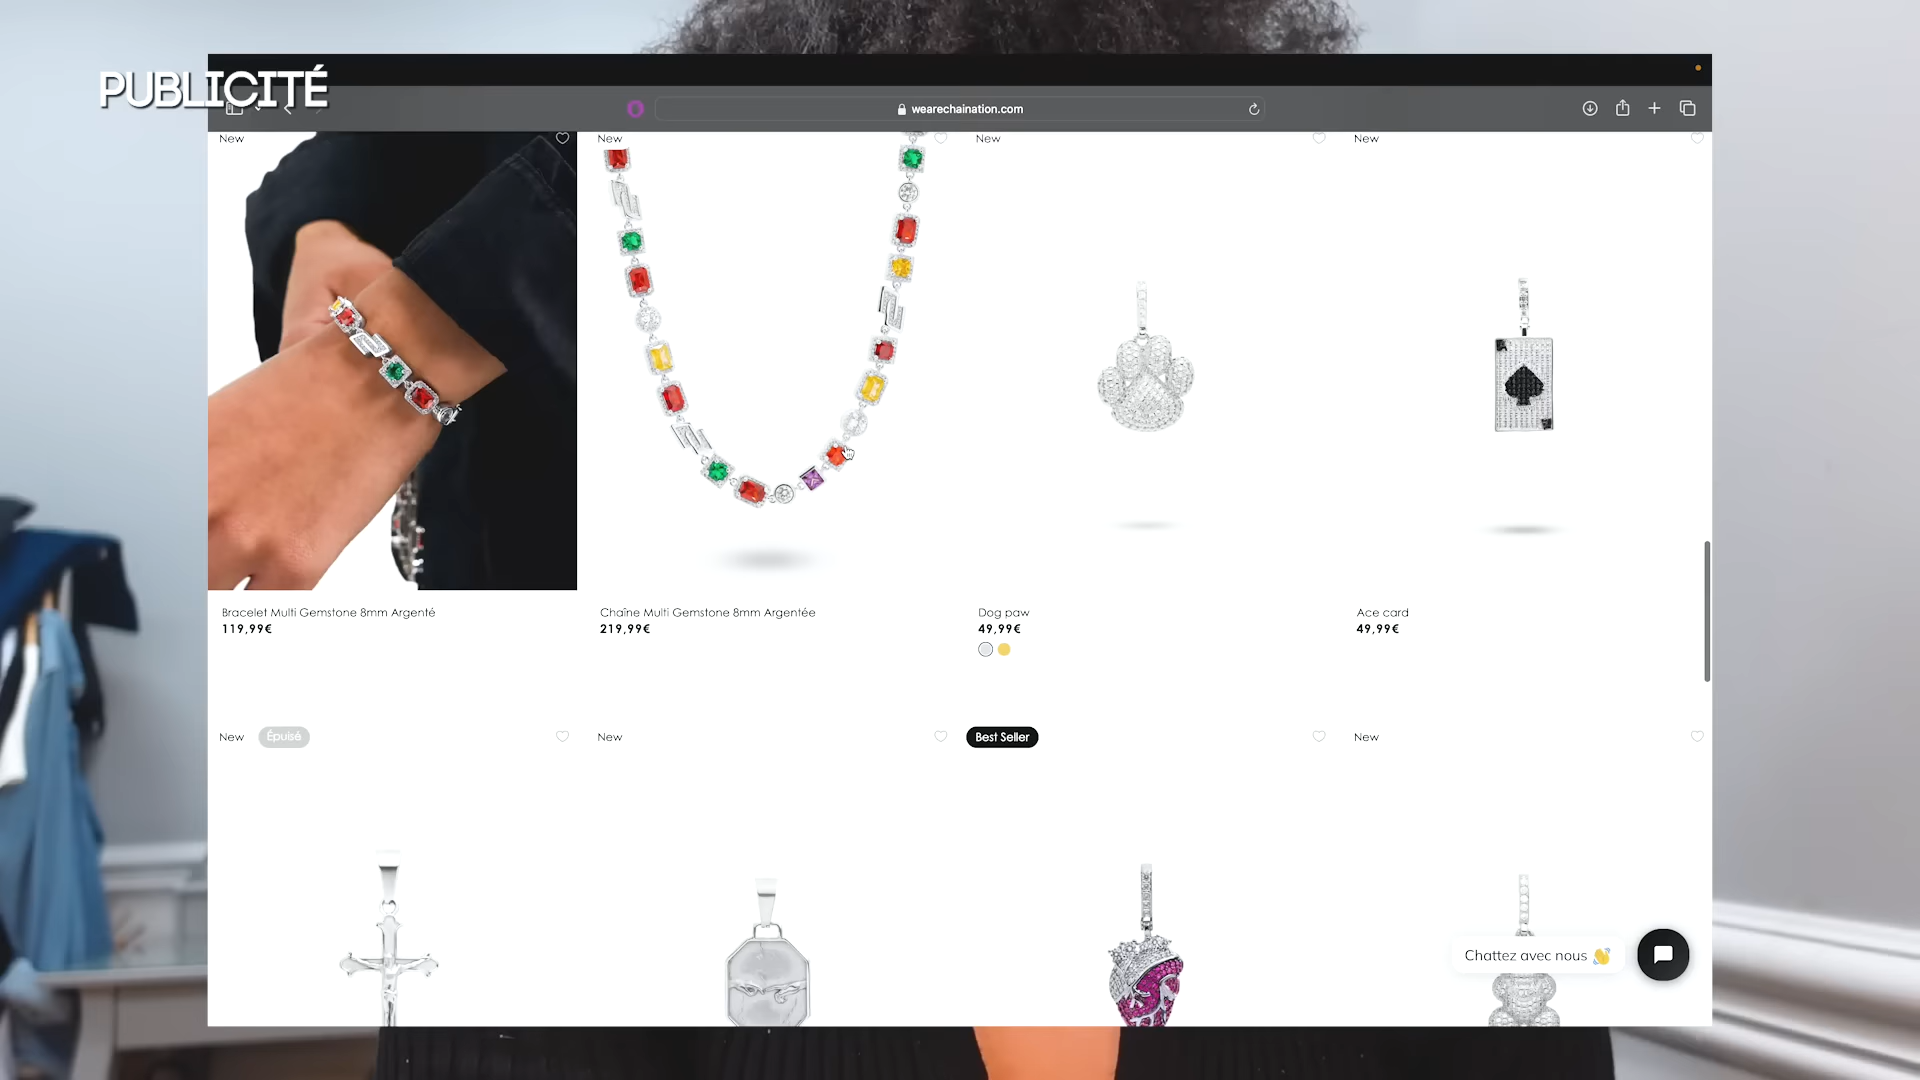 PUBLICITÉ
wearechaination.com
New
New
New
New
Bracelet Multi Gemstone 8mm Argenté
119,99€
Chaîne Multi Gemstone 8mm Argentée
219,99€
Dog paw
49,99€
Ace card
49,99€
New
Épuisé
New
Best Seller
New
Chattez avec nous 👋